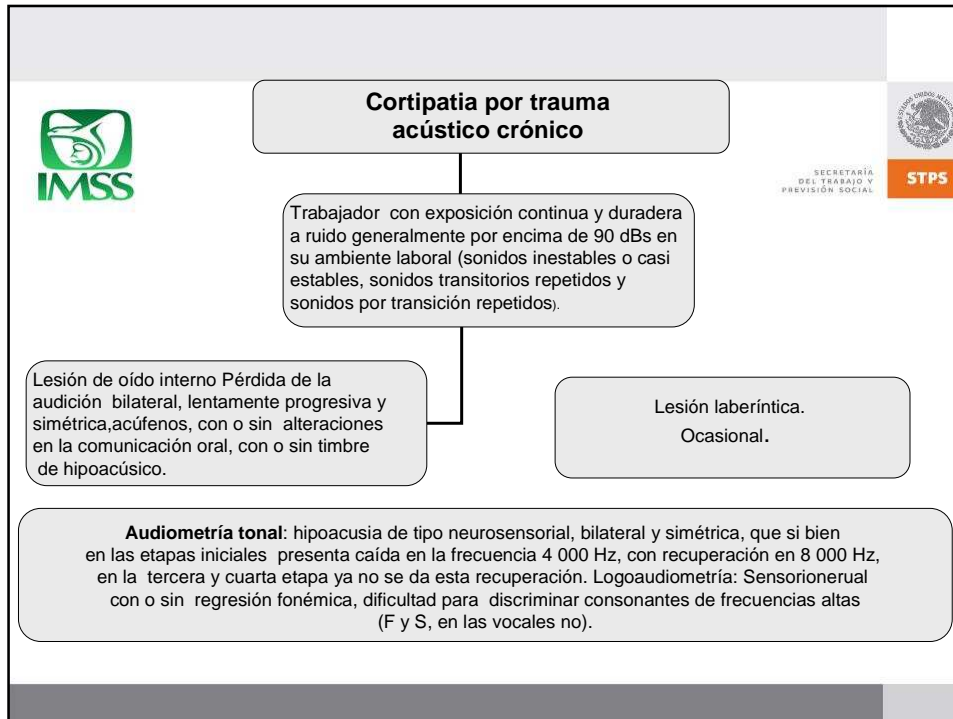 Cortipatia por trauma
acústico crónico
IMSS
SECRETARÍA
DEL TRABAJO Y
PREVISIÓN SOCIAL
STPS
ESTADOS UNIDOS MEXICANOS
Trabajador con exposición continua y duradera
a ruido generalmente por encima de 90 dBs en
su ambiente laboral (sonidos inestables o casi
estables, sonidos transitorios repetidos y
sonidos por transición repetidos).
Lesión de oído interno Pérdida de la
audición bilateral, lentamente progresiva y
simétrica,acúfenos, con o sin alteraciones
en la comunicación oral, con o sin timbre
de hipoacúsico.
Lesión laberíntica.
Ocasional.
Audiometría tonal: hipoacusia de tipo neurosensorial, bilateral y simétrica, que si bien
en las etapas iniciales presenta caída en la frecuencia 4 000 Hz, con recuperación en 8 000 Hz,
en la tercera y cuarta etapa ya no se da esta recuperación. Logoaudiometría: Sensorionerual
con o sin regresión fonémica, dificultad para discriminar consonantes de frecuencias altas
(F y S, en las vocales no).